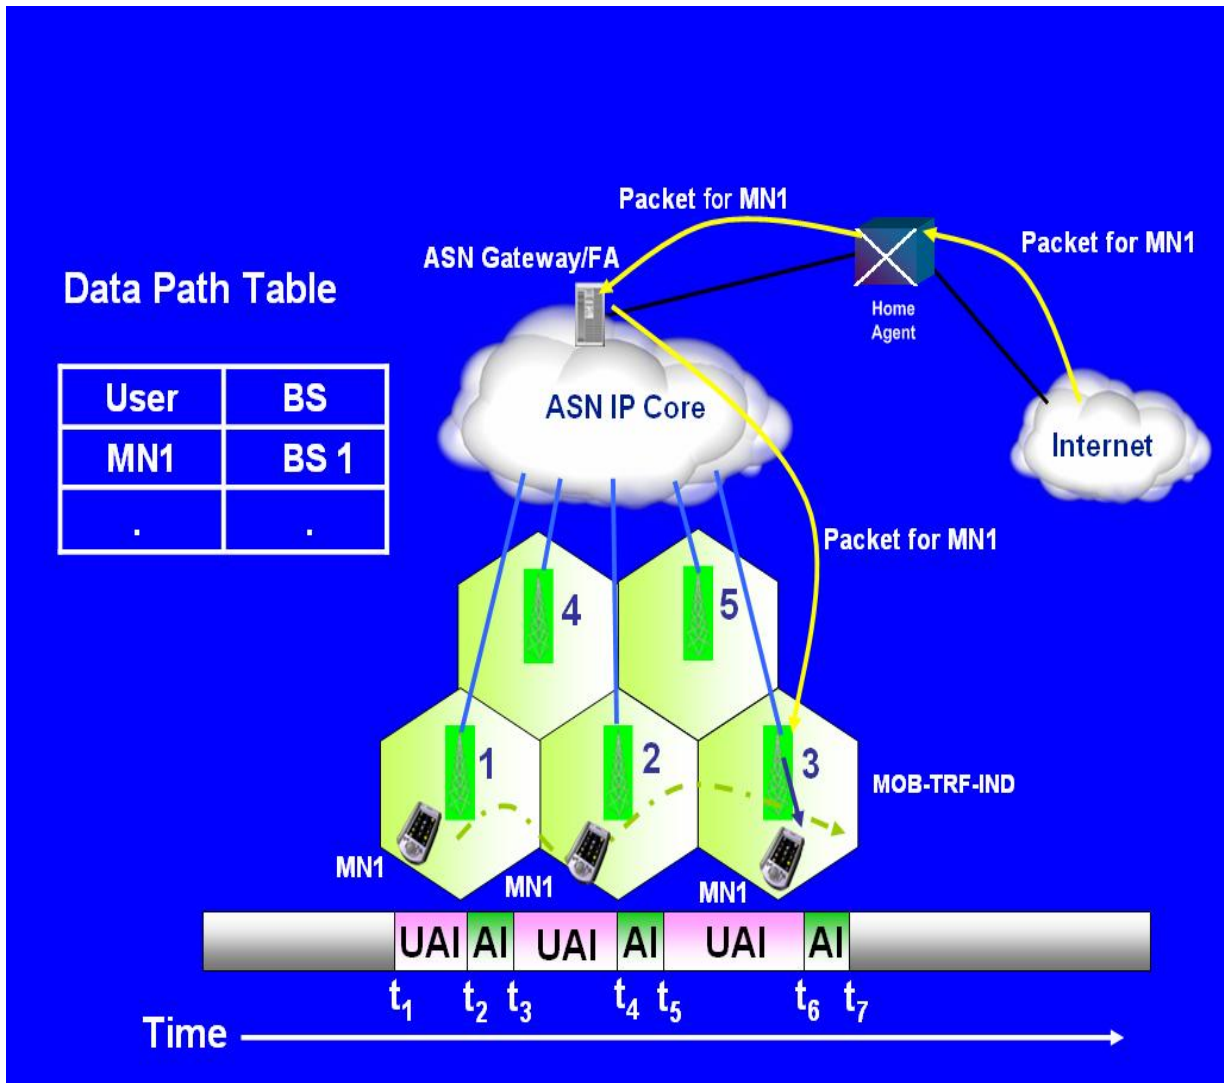 Packet for MN1
Packet for MN1
ASN Gateway/FA
Data Path Table
Home
Agent
User BS
MN1 BS 1
. .
ASN IP Core
Internet
Packet for MN1
4 5
1 2 3
MOB-TRF-IND
MN1 MN1 MN1
UAI AI UAI AI UAI AI
t1 t2 t3 t4 t5 t6 t7
Time